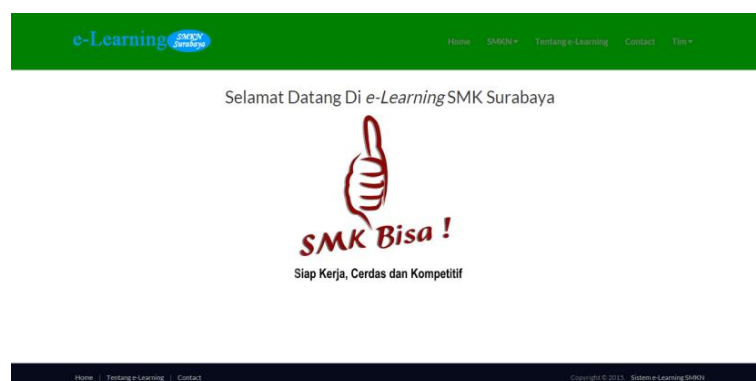 e-Learning SMKN Surabaya
Home SMKN Tentang e-Learning Contact Tim
Selamat Datang Di e-Learning SMK Surabaya
SMK Bisa !
Siap Kerja, Cerdas dan Kompetitif
Home | Tentang e-Learning | Contact
Copyright © 2015 Sistem e-Learning SMKN